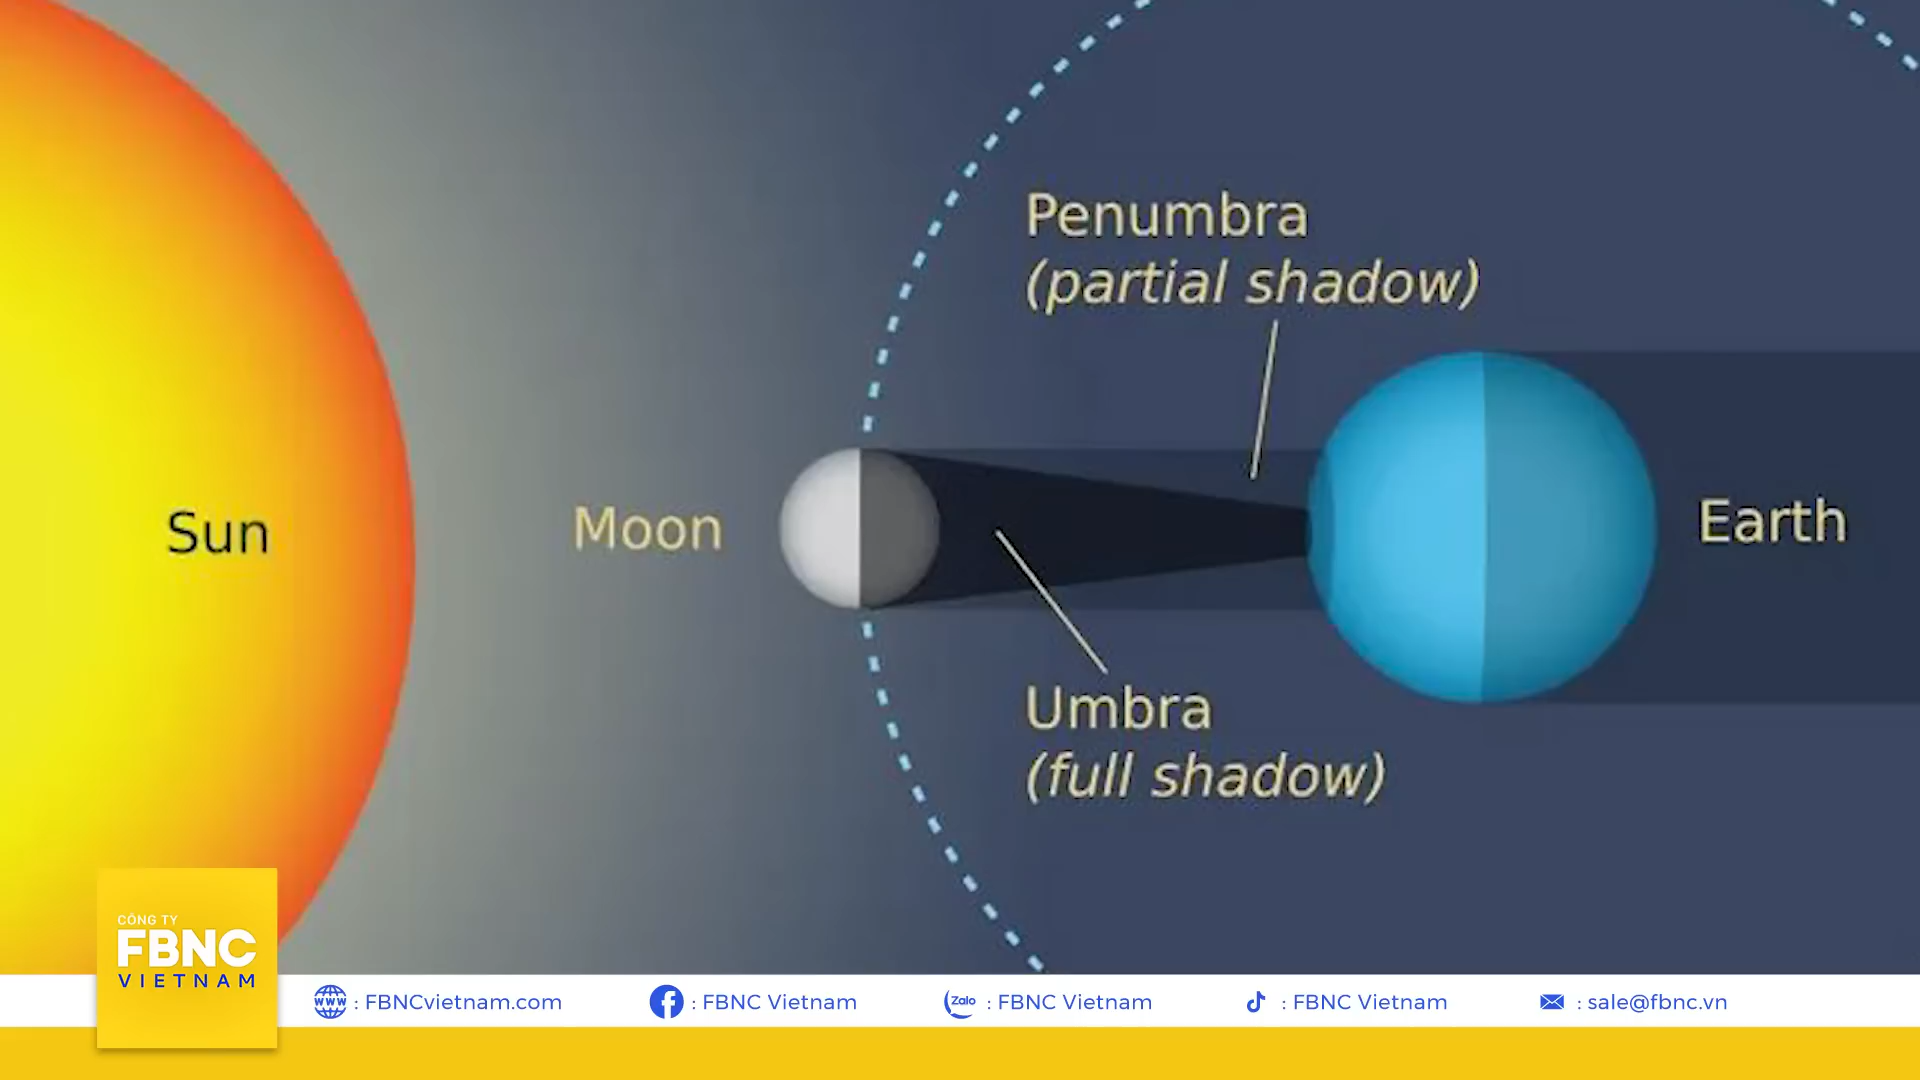 Penumbra
(partial shadow)
Sun
Moon
Earth
Umbra
(full shadow)
CÔNG TY
FBNC
VIETNAM
www : FBNCvietnam.com
: FBNC Vietnam
Zalo : FBNC Vietnam
: FBNC Vietnam
: sale@fbnc.vn